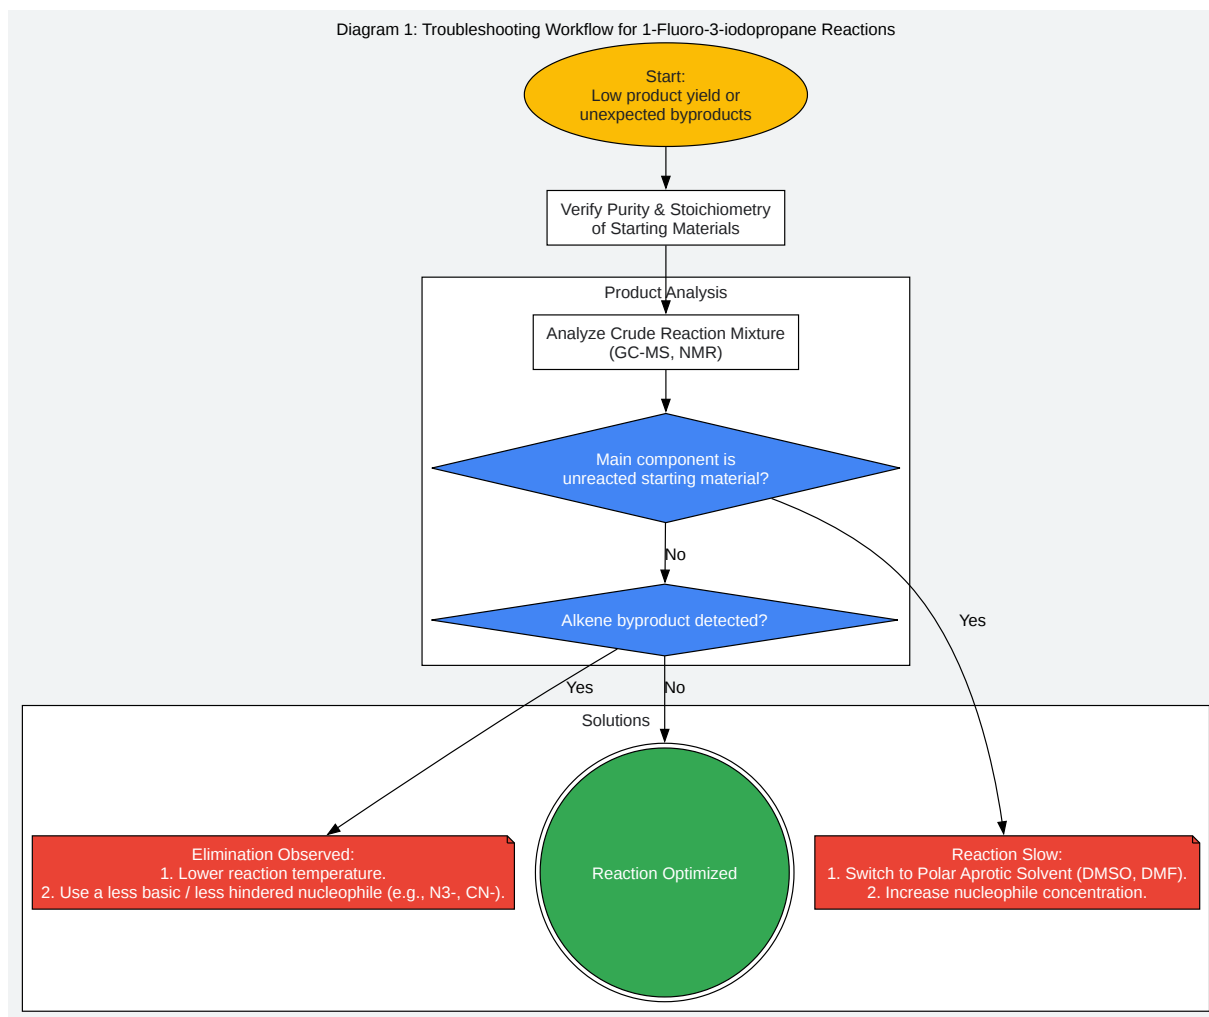 Diagram 1: Troubleshooting Workflow for 1-Fluoro-3-iodopropane Reactions
Start:
Low product yield or
unexpected byproducts
Verify Purity & Stoichiometry
of Starting Materials
Product Analysis
Analyze Crude Reaction Mixture
(GC-MS, NMR)
Main component is
unreacted starting material?
No
Yes
Alkene byproduct detected?
Yes
No
Solutions
Elimination Observed:
1. Lower reaction temperature.
2. Use a less basic / less hindered nucleophile (e.g., N3-, CN-).
Reaction Optimized
Reaction Slow:
1. Switch to Polar Aprotic Solvent (DMSO, DMF).
2. Increase nucleophile concentration.